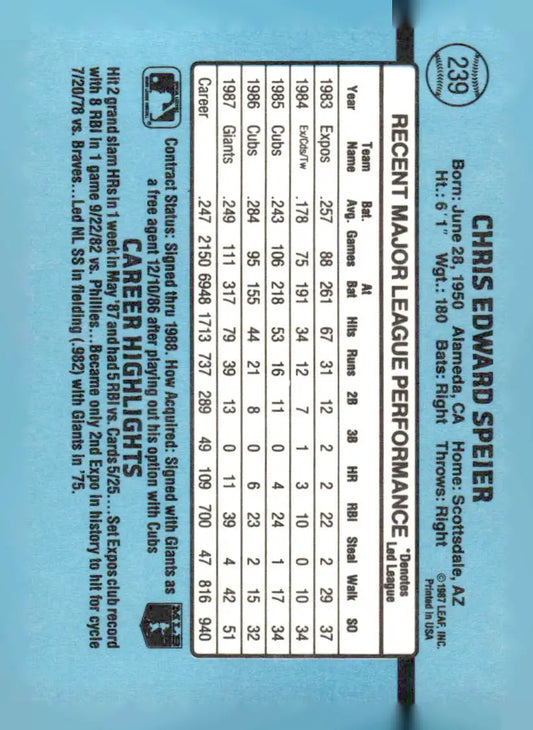 239
CHRIS EDWARD SPEIER
Born: June 28, 1950 Alameda, CA Home: Scottsdale, AZ
Ht.: 6'1" Wgt.: 180 Bats: Right Throws: Right
©1987 LEAF, INC.
Printed in USA
RECENT MAJOR LEAGUE PERFORMANCE *Denotes Led League
Year Team Name Bat. Avg. Games At Bat Hits Runs 2B 3B HR RBI Steal Walk SO
1983 Expos .257 88 261 67 31 12 2 2 22 2 29 37
1984 Ex/Cds/Tw .178 75 191 34 12 7 1 3 10 0 10 34
1985 Cubs .243 106 218 53 16 11 0 4 24 1 17 34
1986 Cubs .284 95 155 44 21 8 0 6 23 2 15 32
1987 Giants .249 111 317 79 39 13 0 11 39 4 42 51
Career .247 2150 6948 1713 737 289 49 109 700 47 816 940
Contract Status: Signed thru 1988. How Acquired: Signed with Giants as
a free agent 12/10/86 after playing out his option with Cubs
CAREER HIGHLIGHTS
Hit 2 grand slam HRs in 1 week in May '87 and had 5 RBI vs. Cards 5/25....Set Expos club record
with 8 RBI in 1 game 9/22/82 vs. Phillies...Became only 2nd Expo in history to hit for cycle
7/20/78 vs. Braves...Led NL SS in fielding (.982) with Giants in '75.